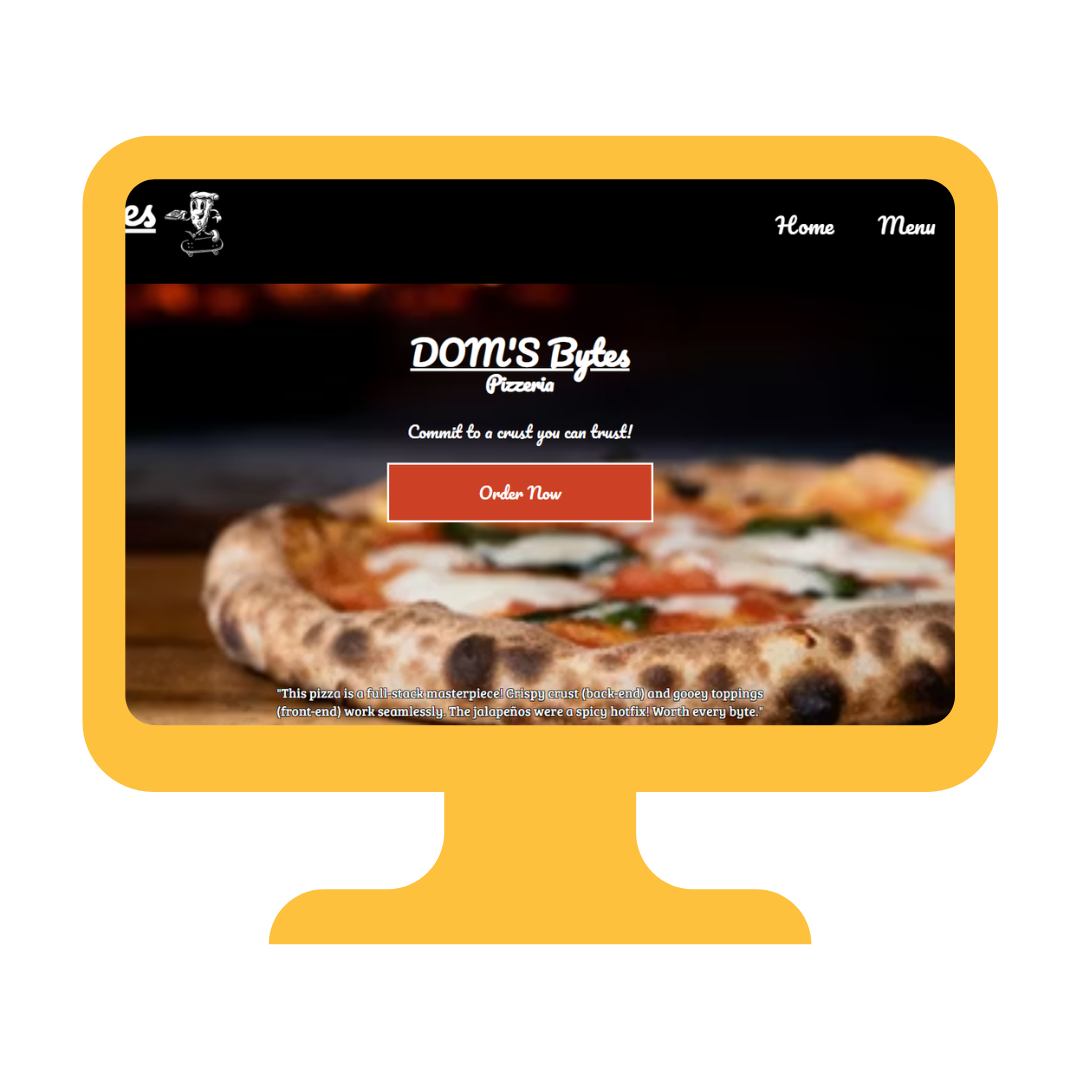 es
Home Menu
DOM'S Bytes
Pizzeria
Commit to a crust you can trust!
Order Now
"This pizza is a full-stack masterpiece! Crispy crust (back-end) and gooey toppings
(front-end) work seamlessly. The jalapeños were a spicy hotfix! Worth every byte."